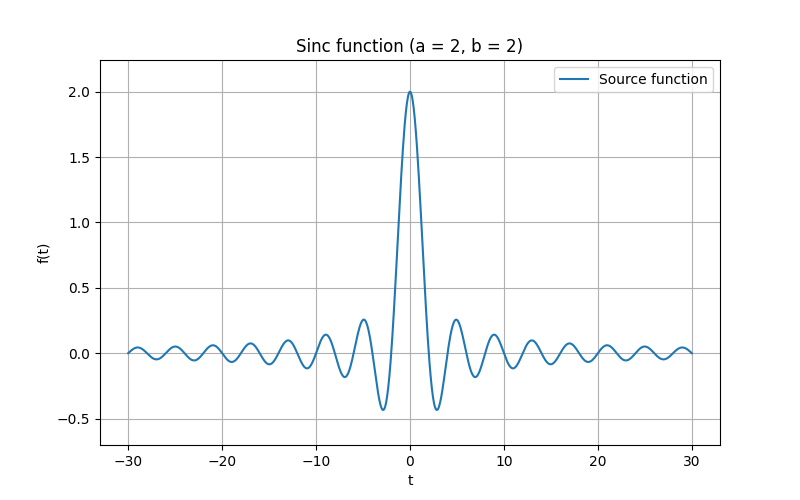 Sinc function (a = 2, b = 2)
Source function
2.0
1.5
1.0
0.5
0.0
−0.5
f(t)
−30 −20 −10 0 10 20 30
t